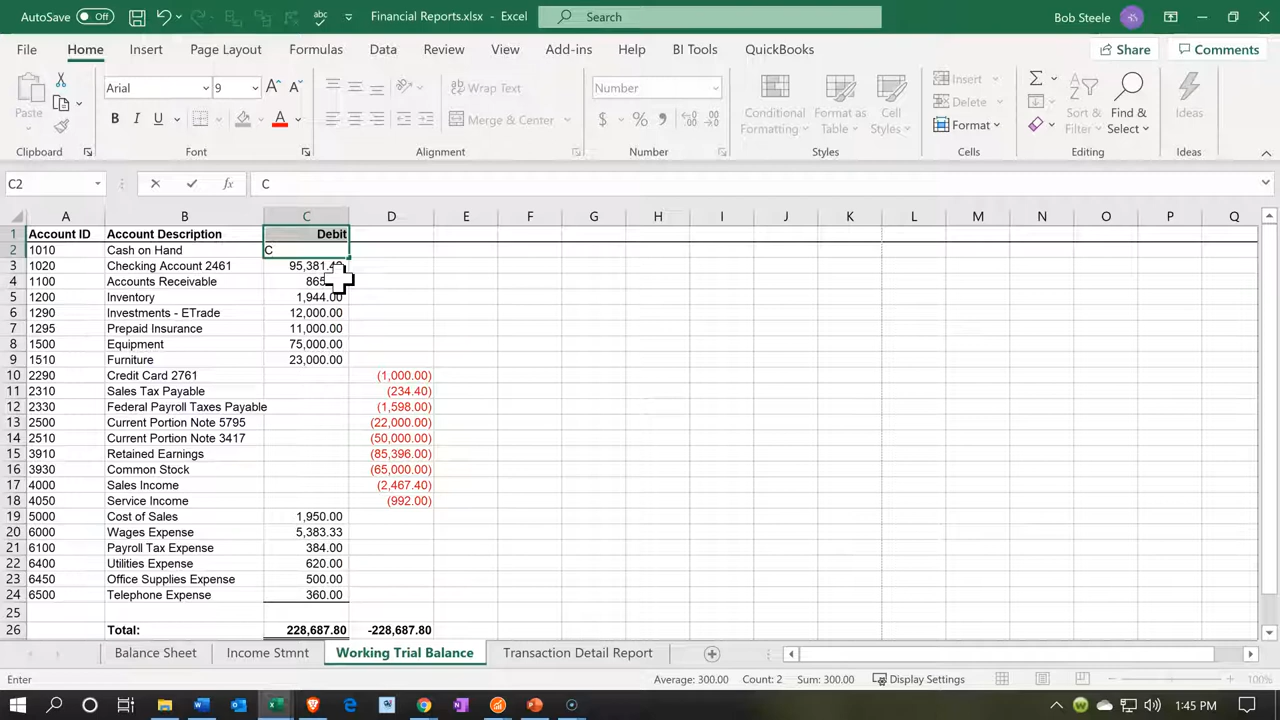 AutoSave Off Financial Reports.xlsx - Excel Search Bob Steele
File Home Insert Page Layout Formulas Data Review View Add-ins Help BI Tools QuickBooks Share Comments
Arial 9 Wrap Text Number Insert
Paste Merge & Center Conditional Formatting Format as Table Cell Styles Delete Format Sort & Filter Find & Select Ideas
Clipboard Font Alignment Number Styles Cells Editing Ideas
C2 fx C
A B C D E F G H I J K L M N O P Q
1 Account ID Account Description Debit
2 1010 Cash on Hand C
3 1020 Checking Account 2461
4 1100 Accounts Receivable
5 1200 Inventory 1,944.00
6 1290 Investments - ETrade 12,000.00
7 1295 Prepaid Insurance 11,000.00
8 1500 Equipment 75,000.00
9 1510 Furniture 23,000.00
10 2290 Credit Card 2761 (1,000.00)
11 2310 Sales Tax Payable (234.40)
12 2330 Federal Payroll Taxes Payable (1,598.00)
13 2500 Current Portion Note 5795 (22,000.00)
14 2510 Current Portion Note 3417 (50,000.00)
15 3910 Retained Earnings (85,396.00)
16 3930 Common Stock (65,000.00)
17 4000 Sales Income (2,467.40)
18 4050 Service Income (992.00)
19 5000 Cost of Sales 1,950.00
20 6000 Wages Expense 5,383.33
21 6100 Payroll Tax Expense 384.00
22 6400 Utilities Expense 620.00
23 6450 Office Supplies Expense 500.00
24 6500 Telephone Expense 360.00
25
26 Total: 228,687.80 -228,687.80
Balance Sheet Income Stmnt Working Trial Balance Transaction Detail Report
Enter Average: 300.00 Count: 2 Sum: 300.00 Display Settings 100%
1:45 PM